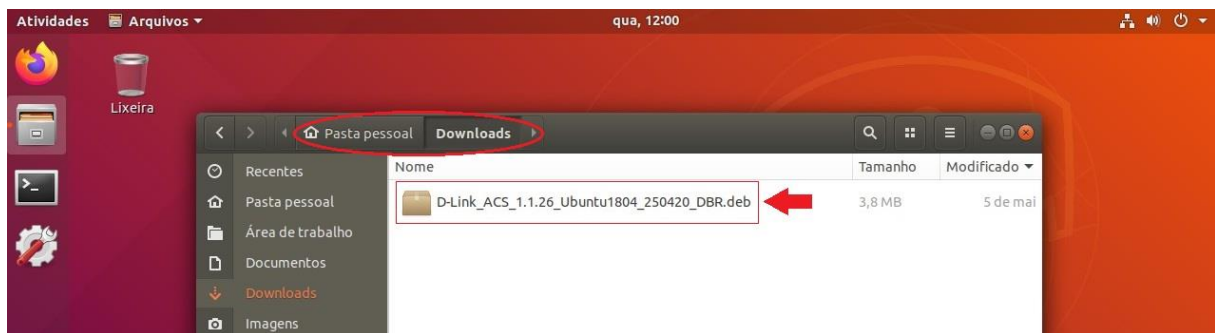 Atividades Arquivos qua, 12:00
Lixeira
Pasta pessoal Downloads
Recentes
Nome Tamanho Modificado
Pasta pessoal
D-Link_ACS_1.1.26_Ubuntu1804_250420_DBR.deb 3,8 MB 5 de mai
Área de trabalho
Documentos
Downloads
Imagens